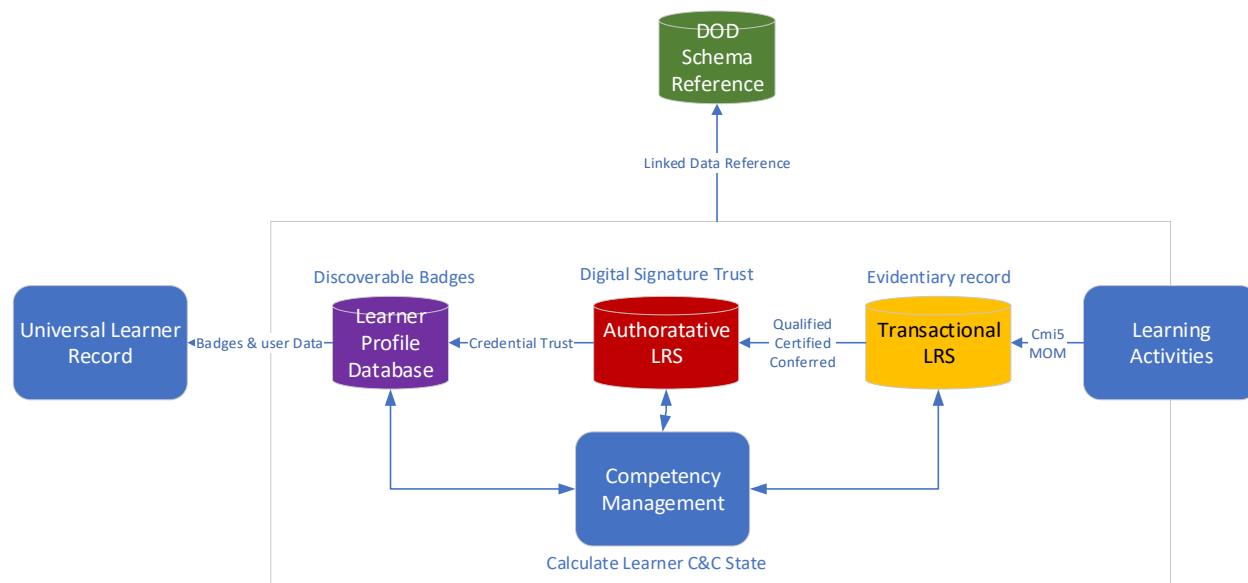 DOD
Schema
Reference
Linked Data Reference
Discoverable Badges
Digital Signature Trust
Evidentiary record
Universal Learner
Record
Badges & user Data
Learner
Profile
Database
Credential Trust
Authoratative
LRS
Qualified
Certified
Conferred
Transactional
LRS
Cmi5
MOM
Learning
Activities
Competency
Management
Calculate Learner C&C State